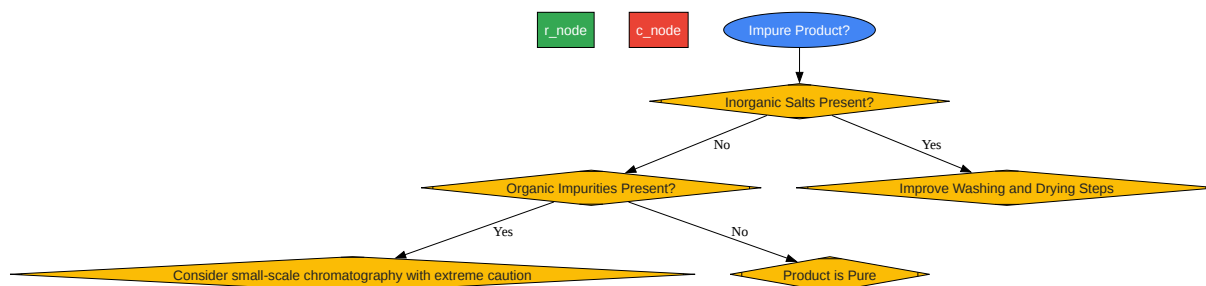 r_node
c_node
Impure Product?
Inorganic Salts Present?
No
Yes
Organic Impurities Present?
Improve Washing and Drying Steps
Yes
No
Consider small-scale chromatography with extreme caution
Product is Pure